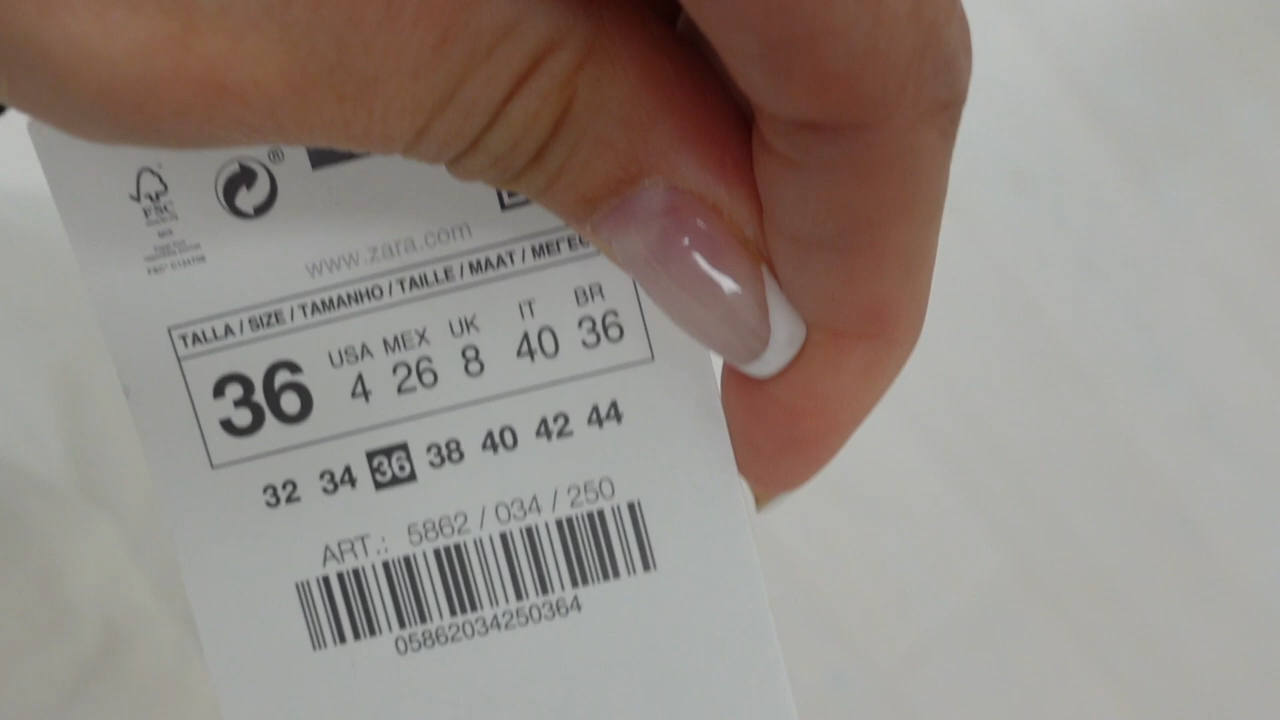 ®
FSC
www.zara.com
TALLA / SIZE / TAMANHO / TAILLE / MAAT /
36
USA MEX UK IT BR
4 26 8 40 36
32 34 36 38 40 42 44
ART.: 5862 / 034 / 250
05862034250364